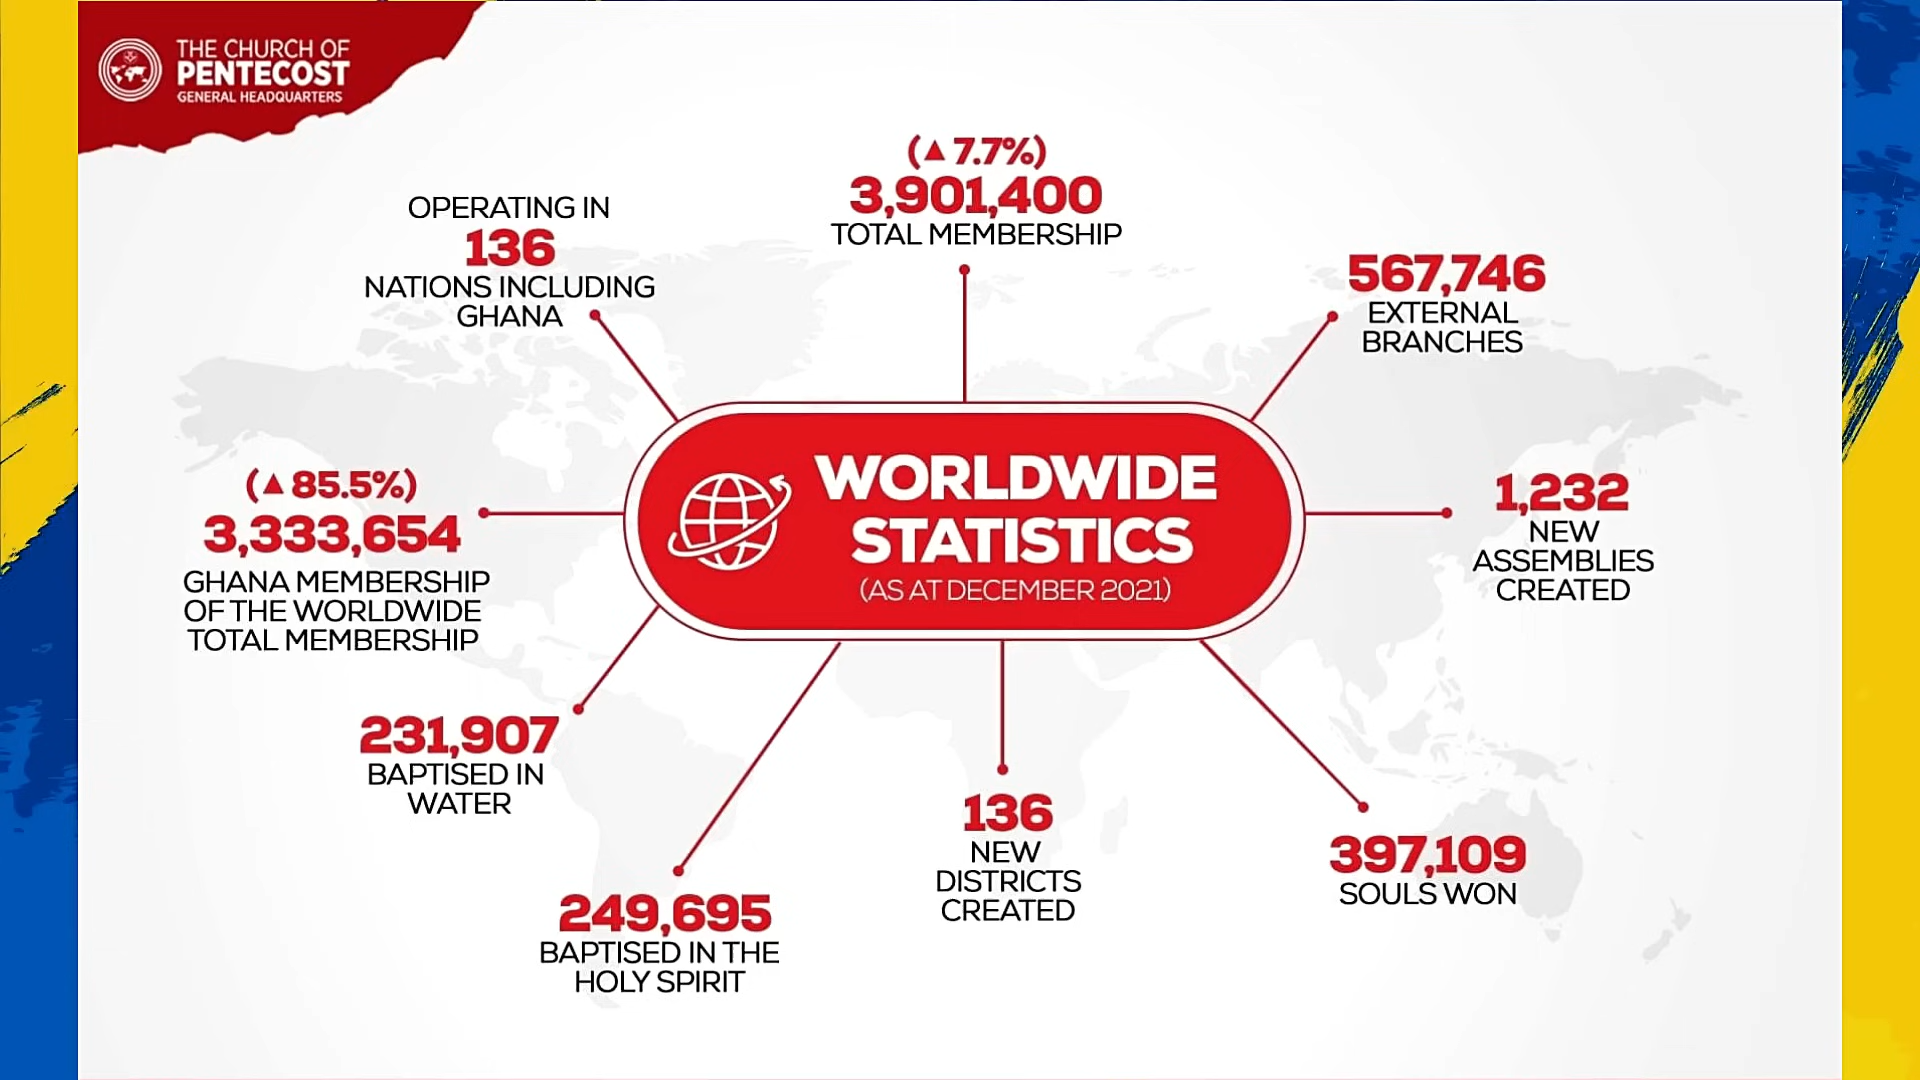 THE CHURCH OF
PENTECOST
GENERAL HEADQUARTERS
(▲ 7.7%)
3,901,400
TOTAL MEMBERSHIP
OPERATING IN
136
NATIONS INCLUDING
GHANA
567,746
EXTERNAL
BRANCHES
(▲ 85.5%)
3,333,654
GHANA MEMBERSHIP
OF THE WORLDWIDE
TOTAL MEMBERSHIP
WORLDWIDE
STATISTICS
(AS AT DECEMBER 2021)
1,232
NEW
ASSEMBLIES
CREATED
231,907
BAPTISED IN
WATER
249,695
BAPTISED IN THE
HOLY SPIRIT
136
NEW
DISTRICTS
CREATED
397,109
SOULS WON